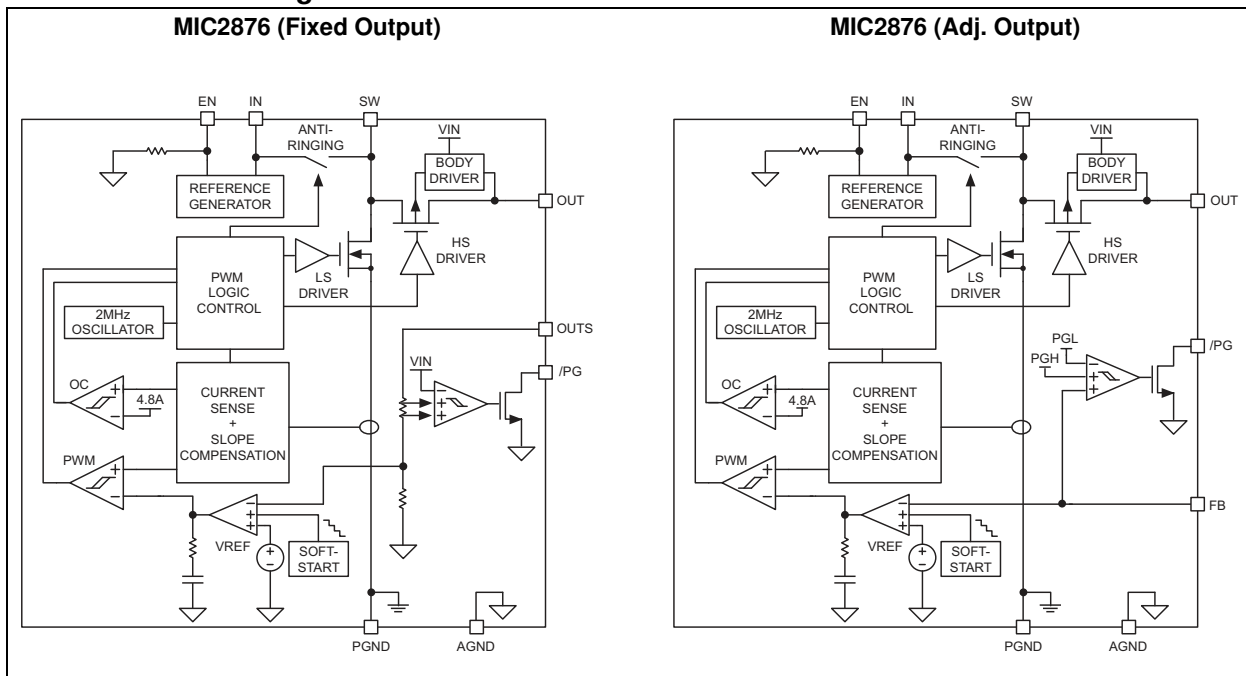 MIC2876 (Fixed Output)
EN
IN
SW
ANTI-
RINGING
VIN
BODY
DRIVER
REFERENCE
GENERATOR
OUT
HS
DRIVER
PWM
LOGIC
CONTROL
LS
DRIVER
2MHz
OSCILLATOR
OUTS
VIN
/PG
OC
4.8A
+
−
CURRENT
SENSE
+
SLOPE
COMPENSATION
−
+
+
PWM
+
−
−
+
+
VREF
+
−
SOFT-
START
PGND
AGND
MIC2876 (Adj. Output)
EN
IN
SW
ANTI-
RINGING
VIN
BODY
DRIVER
REFERENCE
GENERATOR
OUT
HS
DRIVER
PWM
LOGIC
CONTROL
LS
DRIVER
2MHz
OSCILLATOR
PGL
PGH
/PG
OC
4.8A
+
−
CURRENT
SENSE
+
SLOPE
COMPENSATION
−
+
+
PWM
+
−
−
+
+
FB
VREF
+
−
SOFT-
START
PGND
AGND